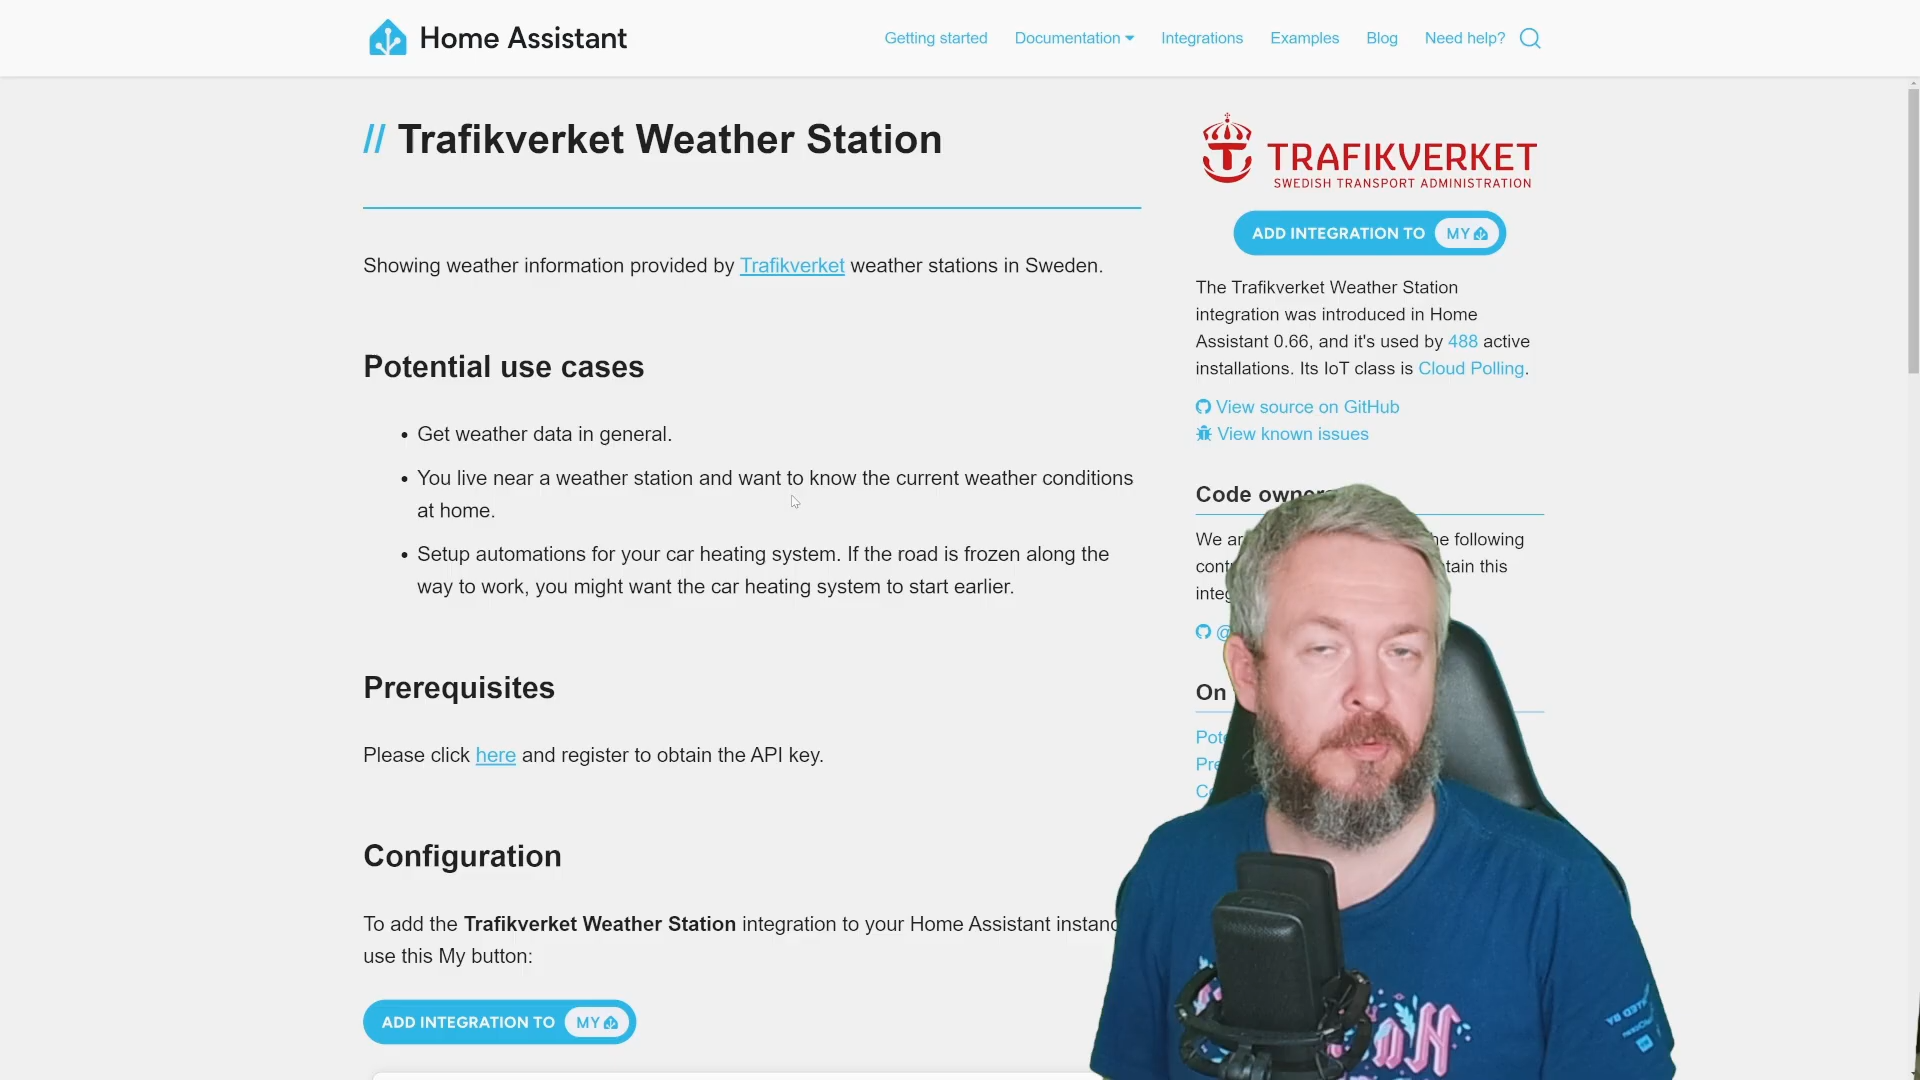 Home Assistant
Getting started
Documentation
Integrations
Examples
Blog
Need help?
// Trafikverket Weather Station
Showing weather information provided by Trafikverket weather stations in Sweden.
Potential use cases
Get weather data in general.
You live near a weather station and want to know the current weather conditions
at home.
Setup automations for your car heating system. If the road is frozen along the
way to work, you might want the car heating system to start earlier.
Prerequisites
Please click here and register to obtain the API key.
Configuration
To add the Trafikverket Weather Station integration to your Home Assistant
use this My button:
ADD INTEGRATION TO MY
TRAFIKVERKET
SWEDISH TRANSPORT ADMINISTRATION
ADD INTEGRATION TO MY
The Trafikverket Weather Station
integration was introduced in Home
Assistant 0.66, and it's used by 488 active
installations. Its IoT class is Cloud Polling.
View source on GitHub
View known issues
Code owners
We he following
this
@
On